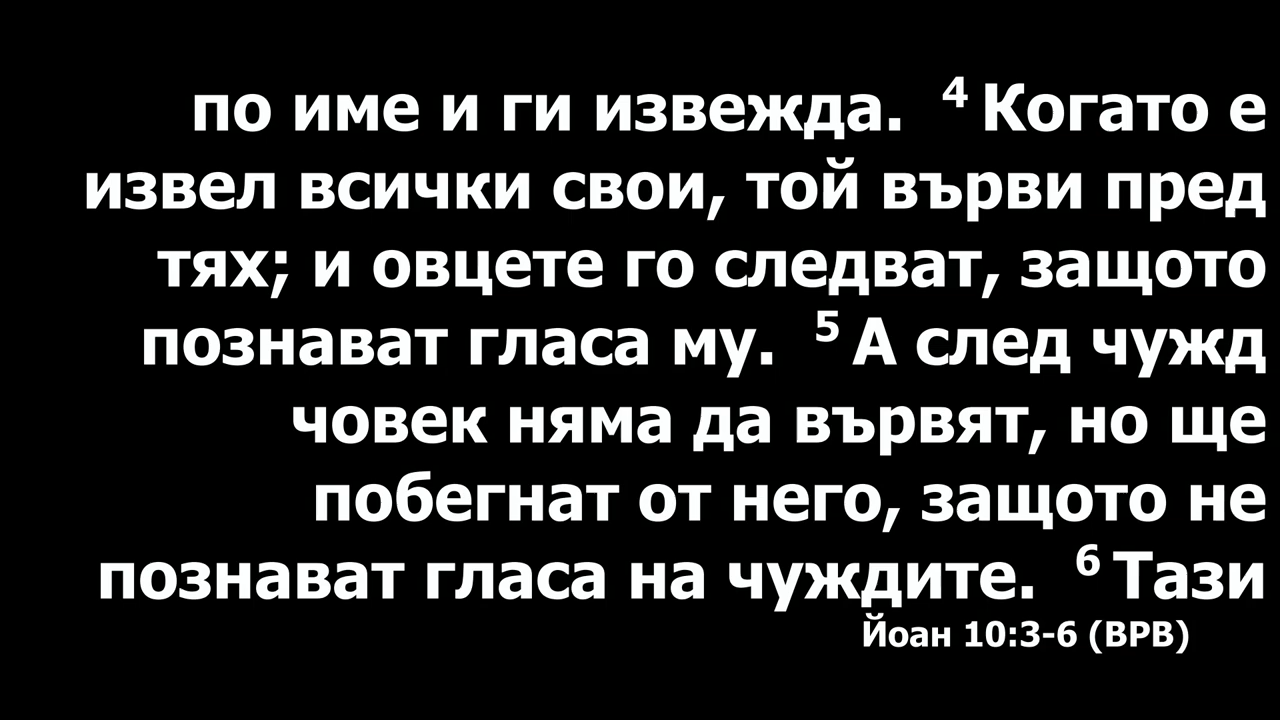 по име и ги извежда. ⁴ Когато е
извел всички свои, той върви пред
тях; и овцете го следват, защото
познават гласа му. ⁵ А след чужд
човек няма да вървят, но ще
побегнат от него, защото не
познават гласа на чуждите. ⁶ Тази
Йоан 10:3-6 (ВРВ)